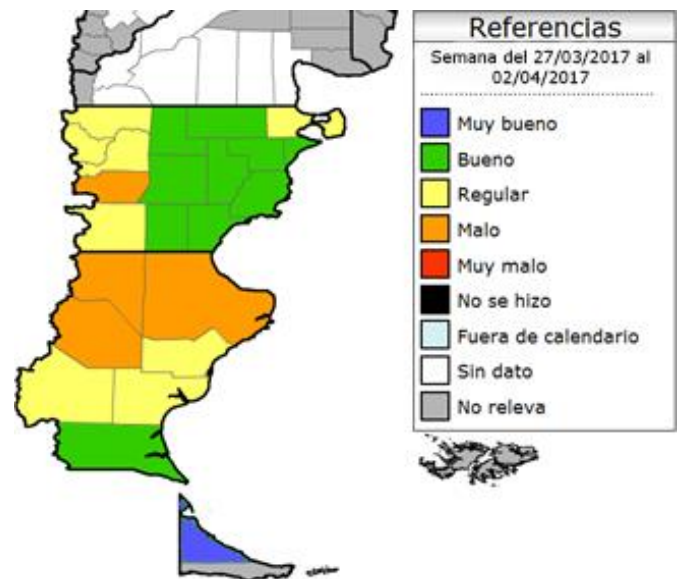 Referencias
Semana del 27/03/2017 al
02/04/2017
Muy bueno
Bueno
Regular
Malo
Muy malo
No se hizo
Fuera de calendario
Sin dato
No releva